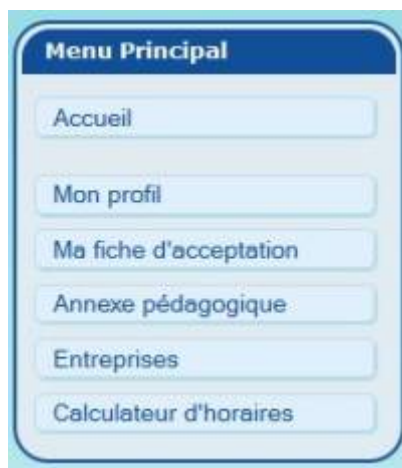 Menu Principal
Accueil
Mon profil
Ma fiche d'acceptation
Annexe pédagogique
Entreprises
Calculateur d'horaires